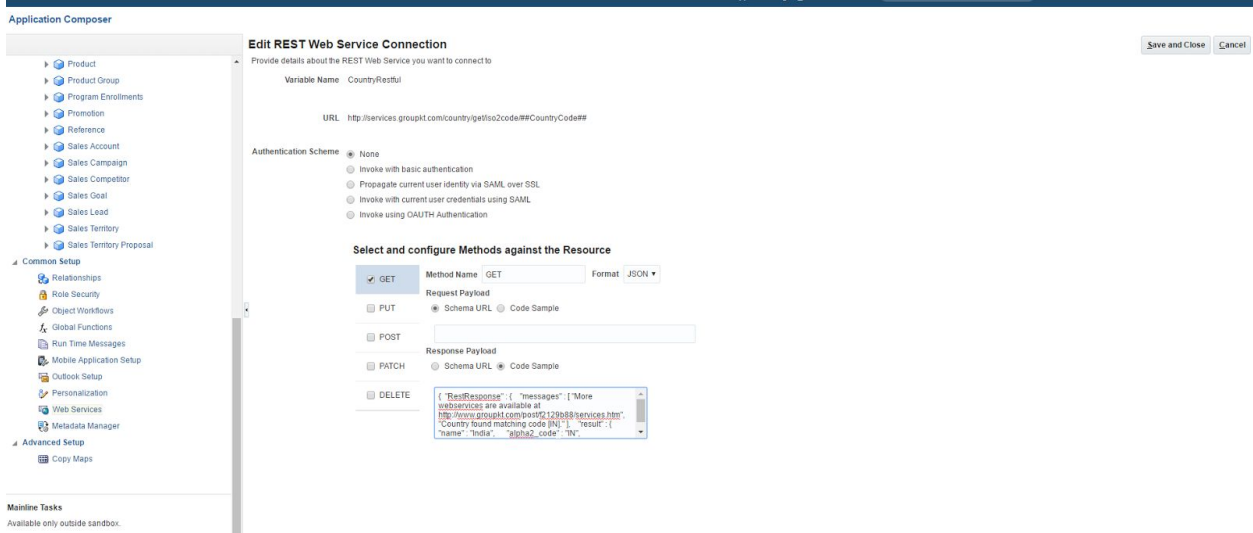 Application Composer
Product
Product Group
Program Enrollments
Promotion
Reference
Sales Account
Sales Campaign
Sales Competitor
Sales Goal
Sales Lead
Sales Territory
Sales Territory Proposal
Common Setup
Relationships
Role Security
Object Workflows
Global Functions
Run Time Messages
Mobile Application Setup
Outlook Setup
Personalization
Web Services
Metadata Manager
Advanced Setup
Copy Maps
Mainline Tasks
Available only outside sandbox.
Edit REST Web Service Connection
Save and Close Cancel
Provide details about the REST Web Service you want to connect to
Variable Name CountryRestful
URL http://services.groupkt.com/country/get/iso2code/##CountryCode##
Authentication Scheme None
Invoke with basic authentication
Propagate current user identity via SAML over SSL
Invoke with current user credentials using SAML
Invoke using OAUTH Authentication
Select and configure Methods against the Resource
GET
PUT
POST
PATCH
DELETE
Method Name GET Format JSON
Request Payload
Schema URL Code Sample
Response Payload
Schema URL Code Sample
{ "RestResponse" : { "messages" : [ "More
webservices are available at
http://www.groupkt.com/post/f2129b88/services.htm",
"Country found matching code [IN]." ], "result" : {
"name" : "India", "alpha2_code" : "IN",